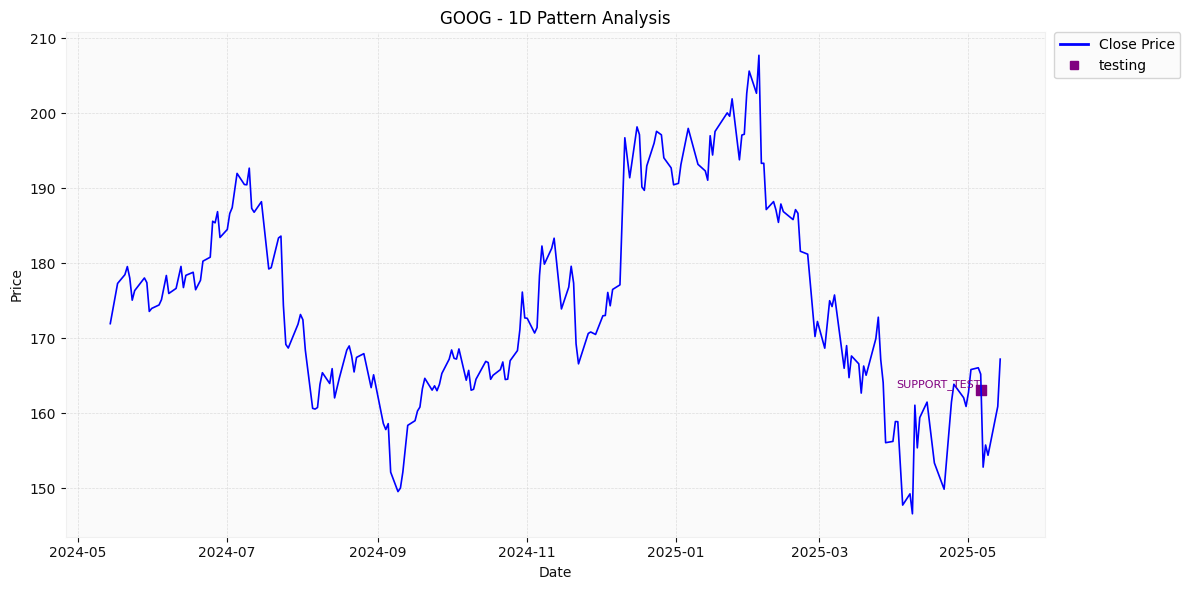 GOOG - 1D Pattern Analysis
Close Price
testing
210
200
190
180
170
160
150
Price
SUPPORT_TEST
2024-05
2024-07
2024-09
2024-11
2025-01
2025-03
2025-05
Date